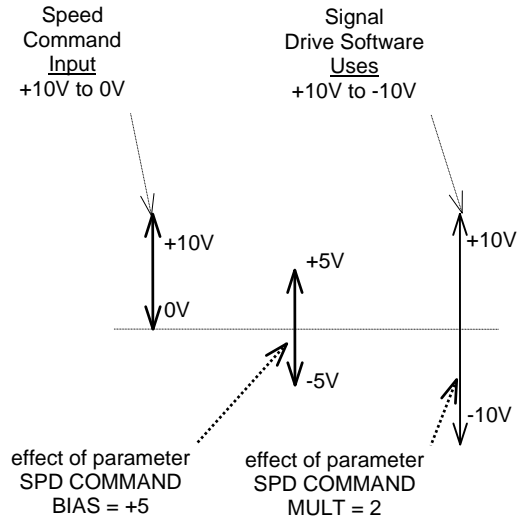 Speed
Command
Input
+10V to 0V
Signal
Drive Software
Uses
+10V to -10V
+10V
0V
+5V
-5V
+10V
-10V
effect of parameter
SPD COMMAND
BIAS = +5
effect of parameter
SPD COMMAND
MULT = 2